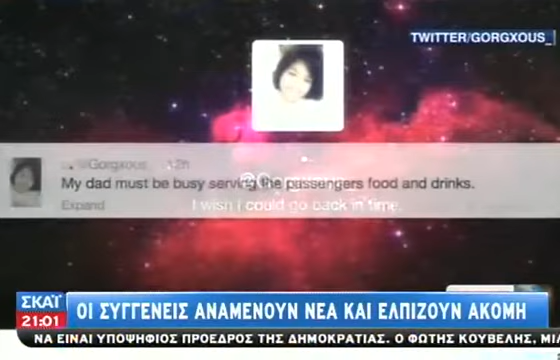 TWITTER/GORGXOUS_
@Gorgxous 12h
My dad must be busy serving the passengers food and drinks.
Expand
I wish I could go back in time.
ΣΚΑΪ
21:01
ΟΙ ΣΥΓΓΕΝΕΙΣ ΑΝΑΜΕΝΟΥΝ ΝΕΑ ΚΑΙ ΕΛΠΙΖΟΥΝ ΑΚΟΜΗ
ΝΑ ΕΙΝΑΙ ΥΠΟΨΗΦΙΟΣ ΠΡΟΕΔΡΟΣ ΤΗΣ ΔΗΜΟΚΡΑΤΙΑΣ. Ο ΦΩΤΗΣ ΚΟΥΒΕΛΗΣ, ΜΙ